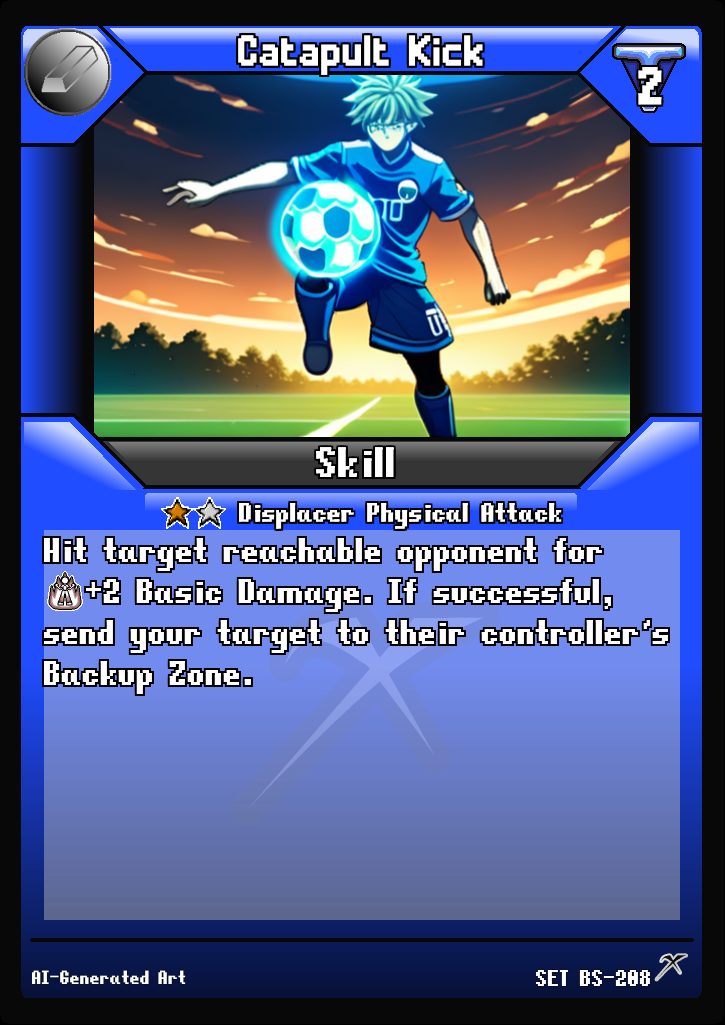 Catapult Kick
2
Skill
Displacer Physical Attack
Hit target reachable opponent for
+2 Basic Damage. If successful,
send your target to their controller's
Backup Zone.
AI-Generated Art
SET BS-208